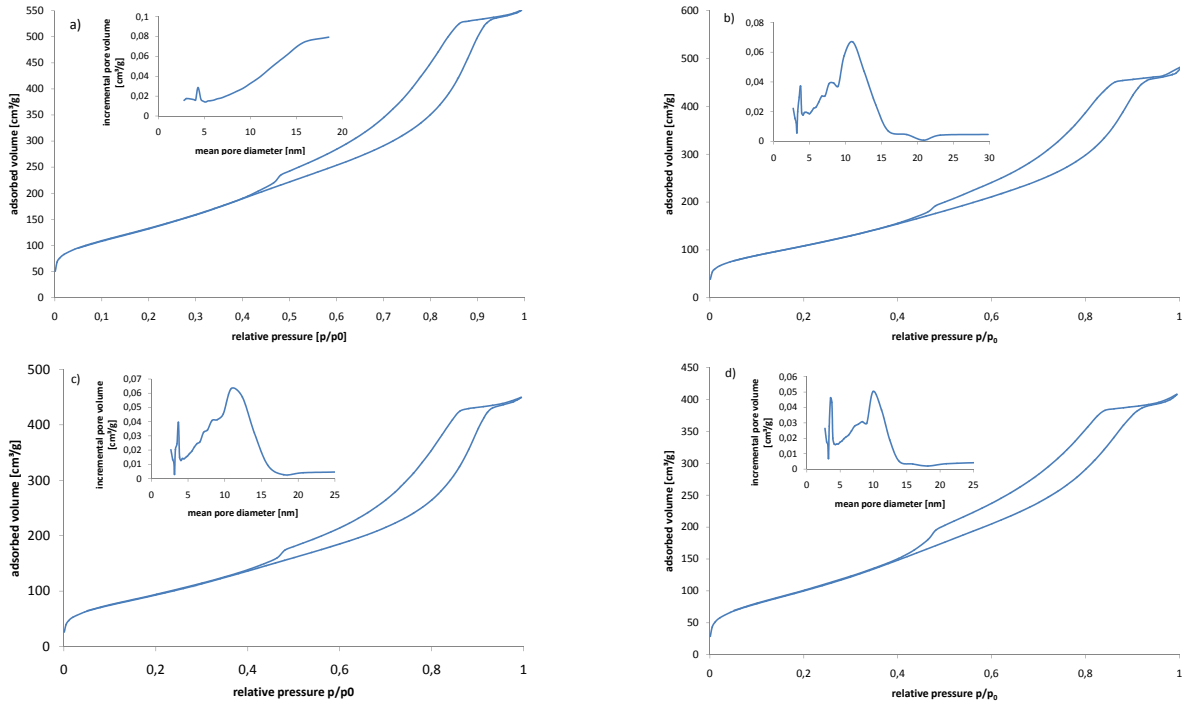 a)
550
500
450
400
350
300
250
200
150
100
50
0
adsorbed volume [cm³/g]
0 0,1 0,2 0,3 0,4 0,5 0,6 0,7 0,8 0,9 1
relative pressure [p/p0]
0,1
0,08
0,06
0,04
0,02
0
incremental pore volume
[cm³/g]
0 5 10 15 20
mean pore diameter [nm]
b)
600
500
400
300
200
100
0
adsorbed volume [cm³/g]
0 0,2 0,4 0,6 0,8 1
relative pressure p/p₀
0,08
0,06
0,04
0,02
0
incremental pore volume
[cm³/g]
0 5 10 15 20 25 30
mean pore diameter [nm]
c)
500
400
300
200
100
0
adsorbed volume [cm³/g]
0 0,2 0,4 0,6 0,8 1
relative pressure p/p0
0,07
0,06
0,05
0,04
0,03
0,02
0,01
0
incremental pore volume
[cm³/g]
0 5 10 15 20 25
mean pore diameter [nm]
d)
450
400
350
300
250
200
150
100
50
0
adsorbed volume [cm³/g]
0 0,2 0,4 0,6 0,8 1
relative pressure p/p₀
0,06
0,05
0,04
0,03
0,02
0,01
0
incremental pore volume
[cm³/g]
0 5 10 15 20 25
mean pore diameter [nm]